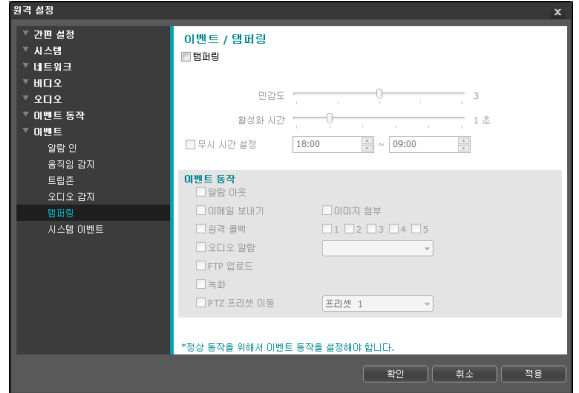 원격 설정 x
간편 설정
시스템
네트워크
비디오
오디오
이벤트 동작
이벤트
알람 인
움직임 감지
트립존
오디오 감지
탬퍼링
시스템 이벤트
이벤트 / 탬퍼링
탬퍼링
민감도 3
활성화 시간 1 초
무시 시간 설정 18:00 ~ 09:00
이벤트 동작
알람 아웃
이메일 보내기 이미지 첨부
원격 콜백 1 2 3 4 5
오디오 알람
FTP 업로드
녹화
PTZ 프리셋 이동 프리셋 1
*정상 동작을 위해서 이벤트 동작을 설정해야 합니다.
확인 취소 적용